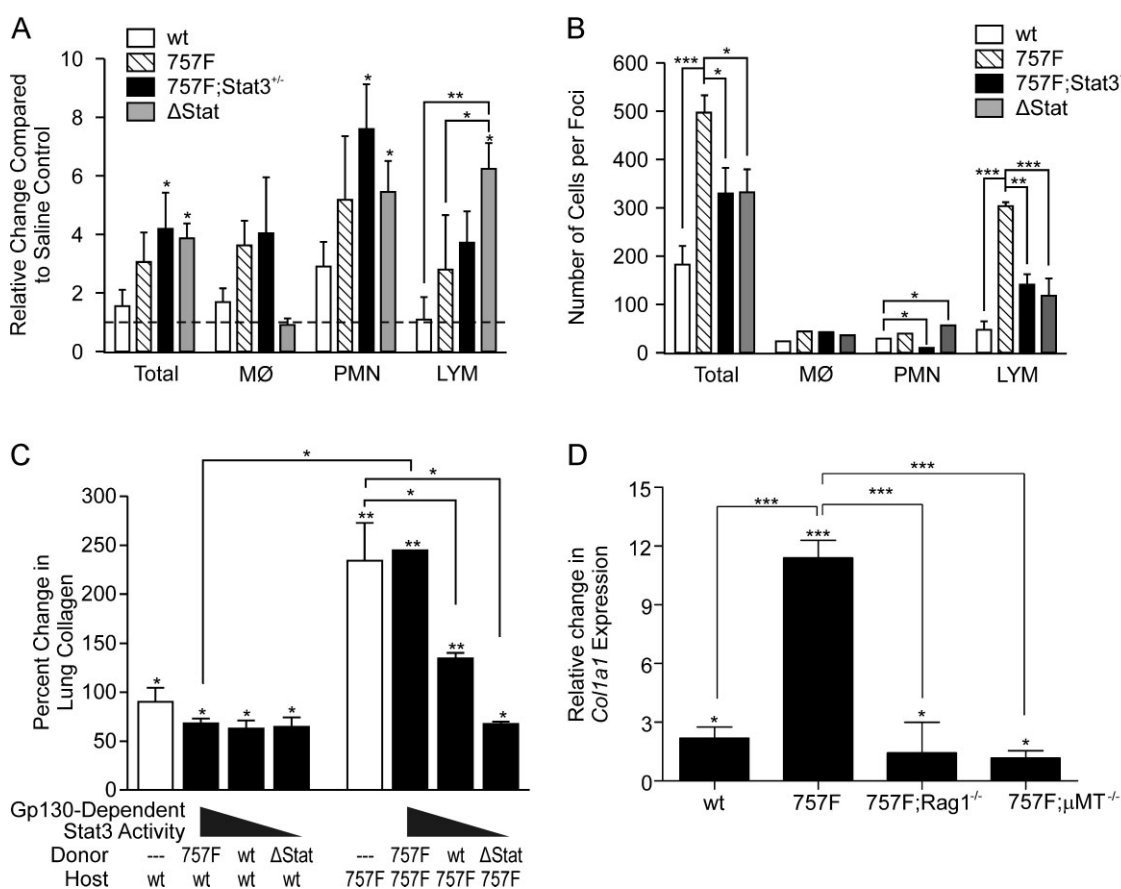 A
wt
757F
757F;Stat3+/-
ΔStat
Relative Change Compared
to Saline Control
10
8
6
4
2
0
*
*
*
*
**
*
*
Total MØ PMN LYM
B
wt
757F
757F;Stat3
ΔStat
Number of Cells per Foci
600
500
400
300
200
100
0
***
*
*
*
*
***
***
**
Total MØ PMN LYM
C
Percent Change in
Lung Collagen
300
250
200
150
100
50
0
*
*
*
*
*
*
*
**
**
**
*
Gp130-Dependent
Stat3 Activity
Donor --- 757F wt ΔStat --- 757F wt ΔStat
Host wt wt wt wt 757F 757F 757F 757F
D
Relative change in
Col1a1 Expression
15
12
9
6
3
0
***
***
***
***
*
*
*
wt 757F 757F;Rag1-/- 757F;µMT-/-